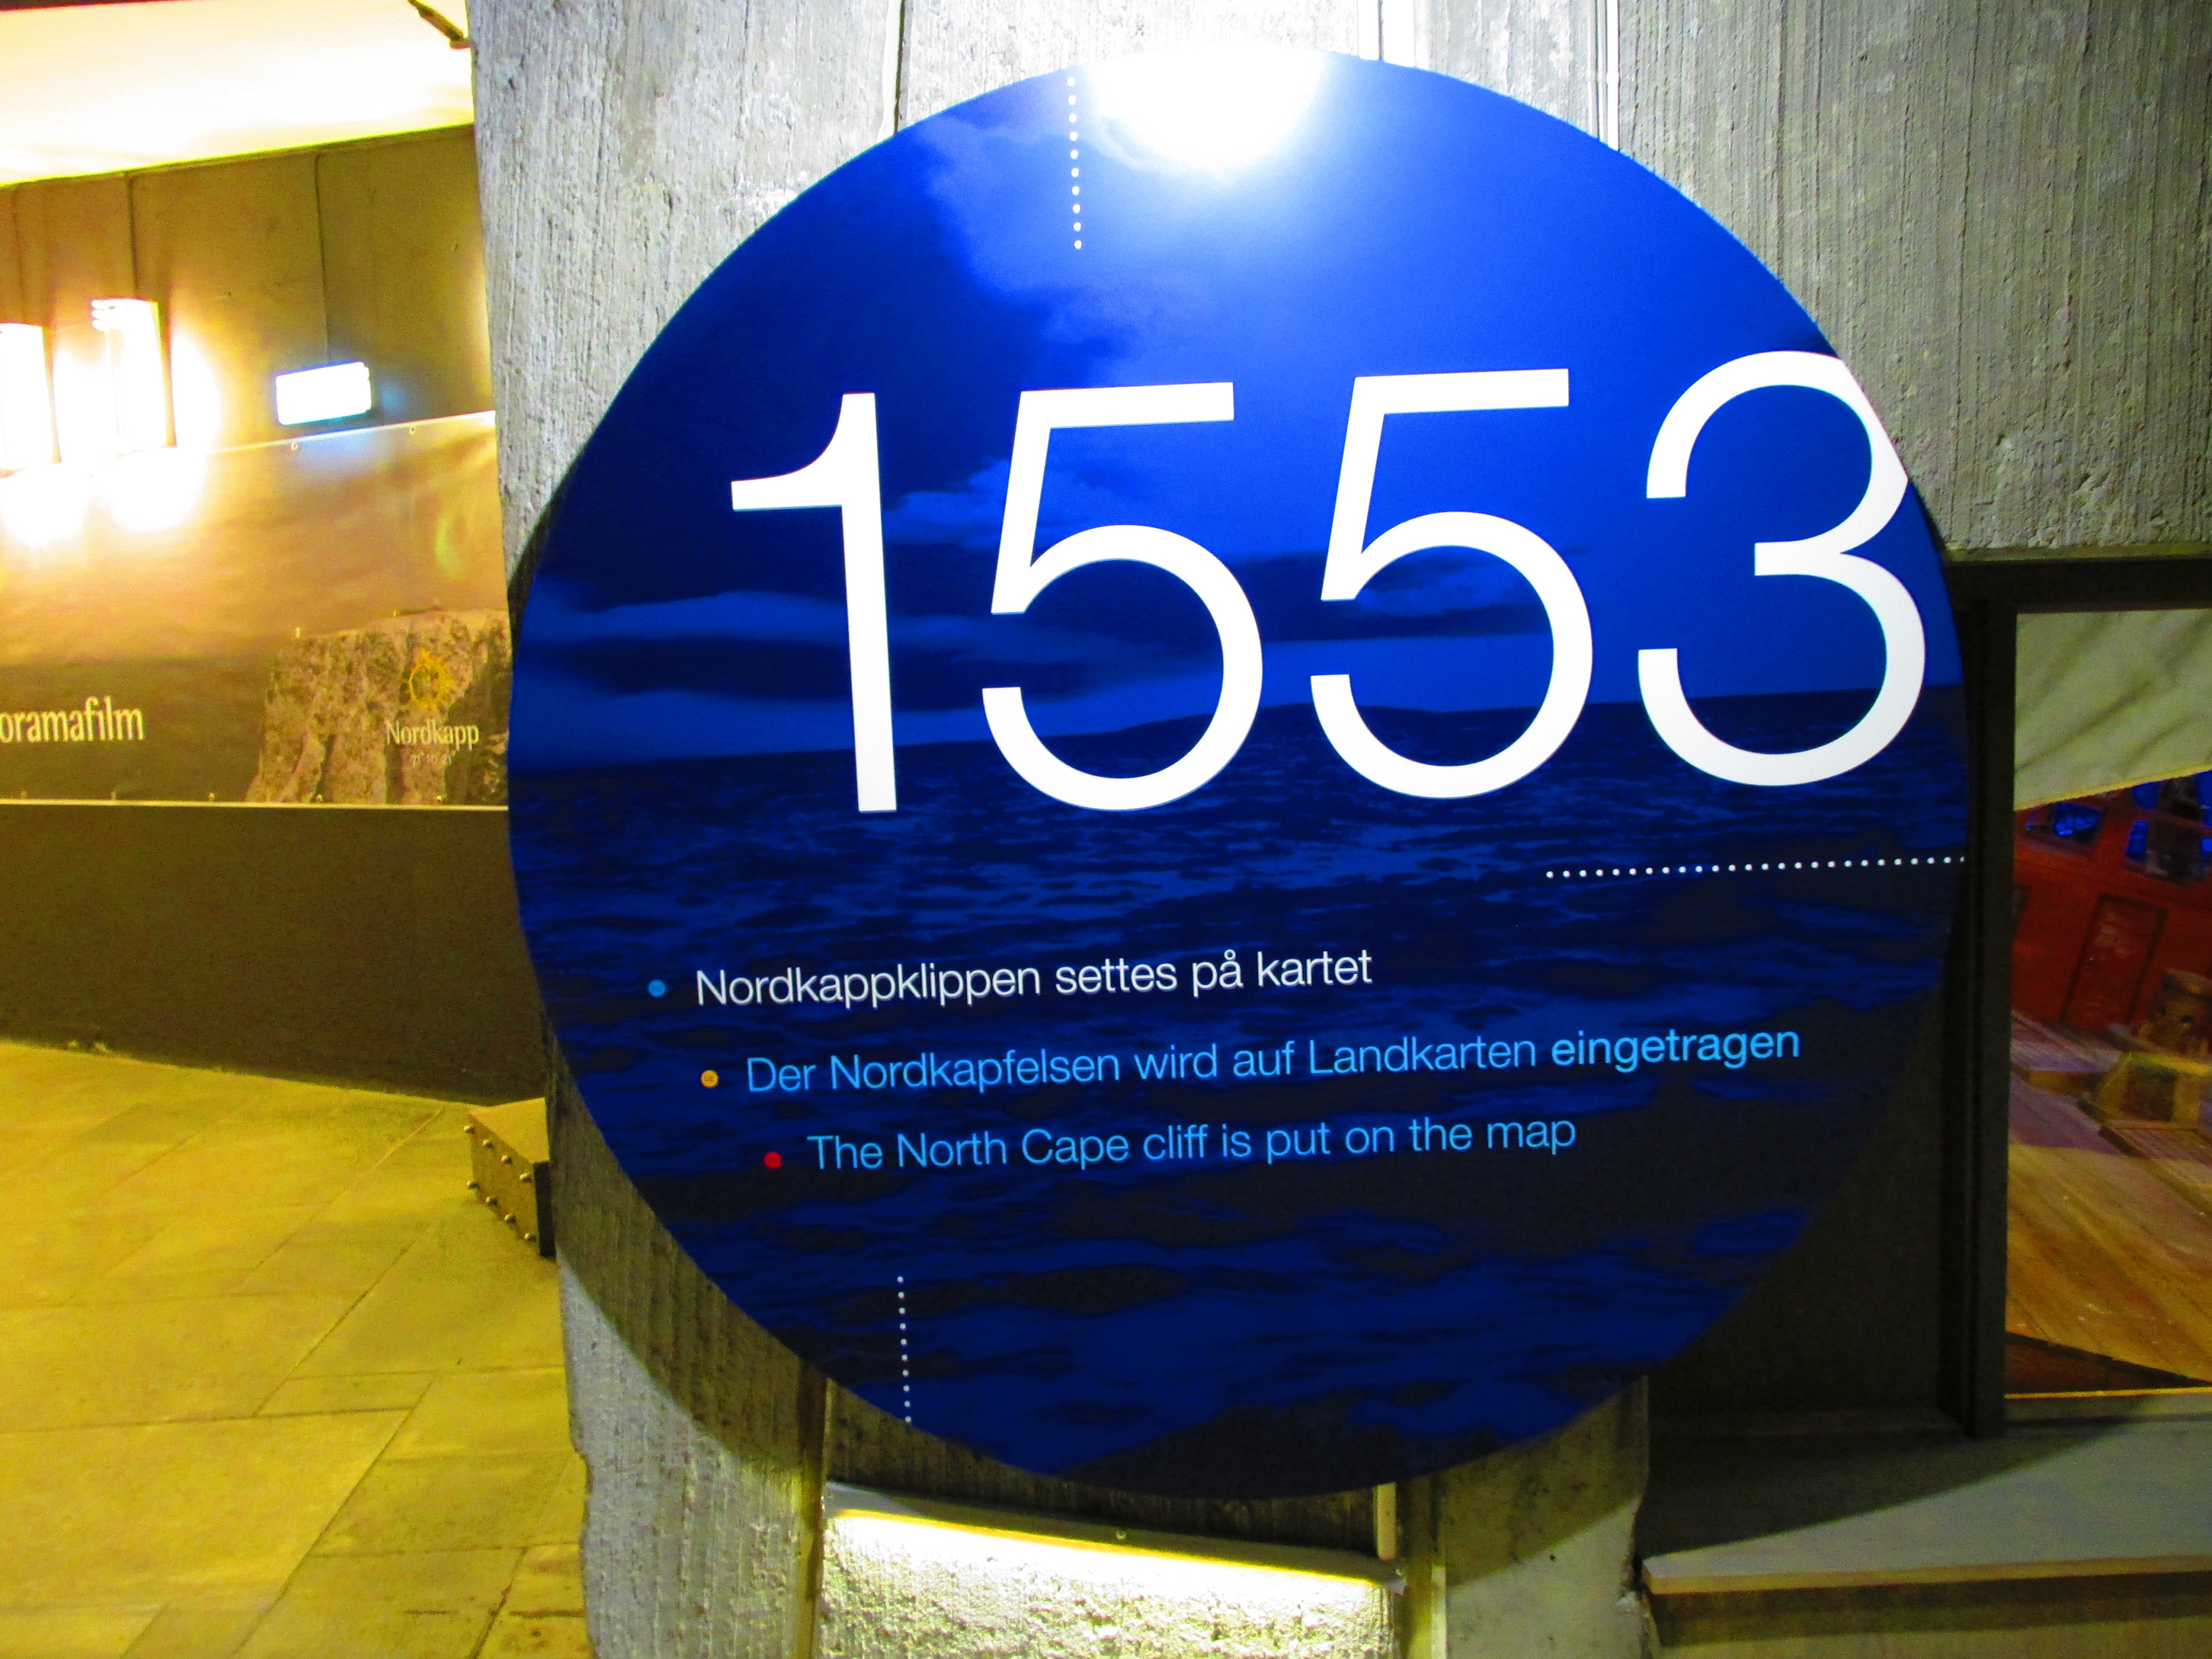 1553
Nordkappklippen settes på kartet
Der Nordkapfelsen wird auf Landkarten eingetragen
The North Cape cliff is put on the map
oramafilm
Nordkapp